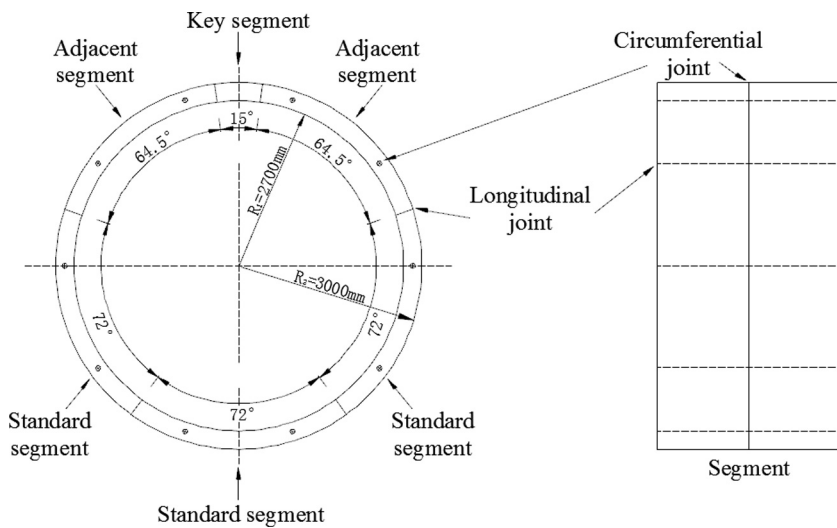 Key segment
Adjacent
segment
Adjacent
segment
Circumferential
joint
15°
64.5°
64.5°
R₁=2700mm
Longitudinal
joint
R₂=3000mm
72°
72°
72°
Standard
segment
Standard
segment
Standard segment
Segment